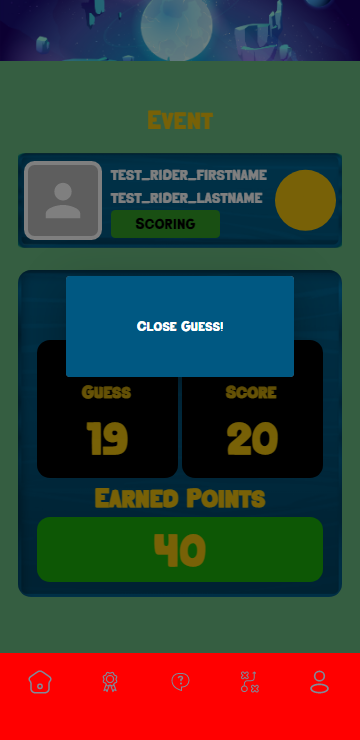 Event
TEST_RIDER_FIRSTNAME
TEST_RIDER_LASTNAME
Scoring
Close Guess!
Guess
Score
19
20
Earned Points
40